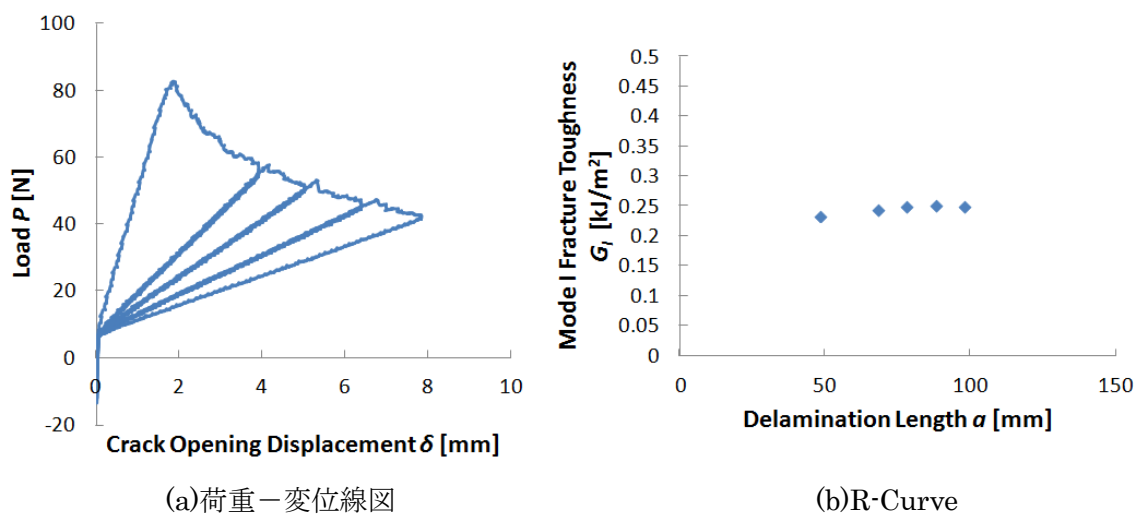 100
80
60
40
20
0
-20
0 2 4 6 8 10
Load P [N]
Crack Opening Displacement δ [mm]
(a)荷重－変位線図
0.5
0.45
0.4
0.35
0.3
0.25
0.2
0.15
0.1
0.05
0
0 50 100 150
Mode I Fracture Toughness
G_I [kJ/m²]
Delamination Length a [mm]
(b)R-Curve